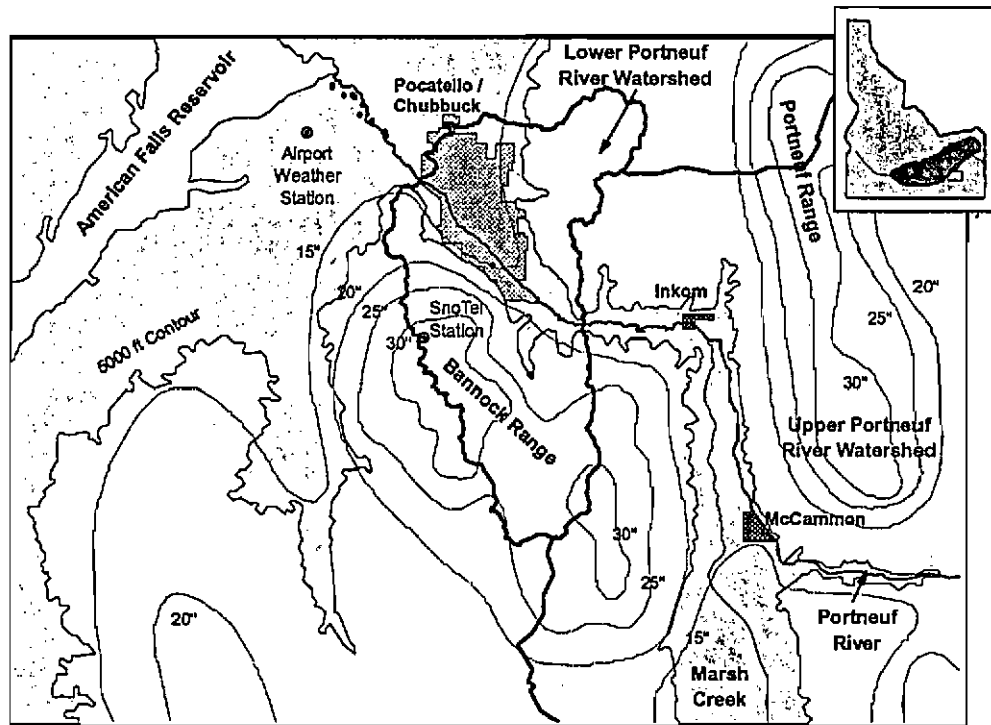 Lower Portneuf
River Watershed
Pocatello /
Chubbuck
American Falls Reservoir
Airport
Weather
Station
Portneuf Range
15"
20"
25"
SnoTel
Station
30"
5000 ft Contour
Bannock Range
Inkom
20"
25"
30"
Upper Portneuf
River Watershed
McCammon
30"
25"
20"
15"
Marsh
Creek
Portneuf
River